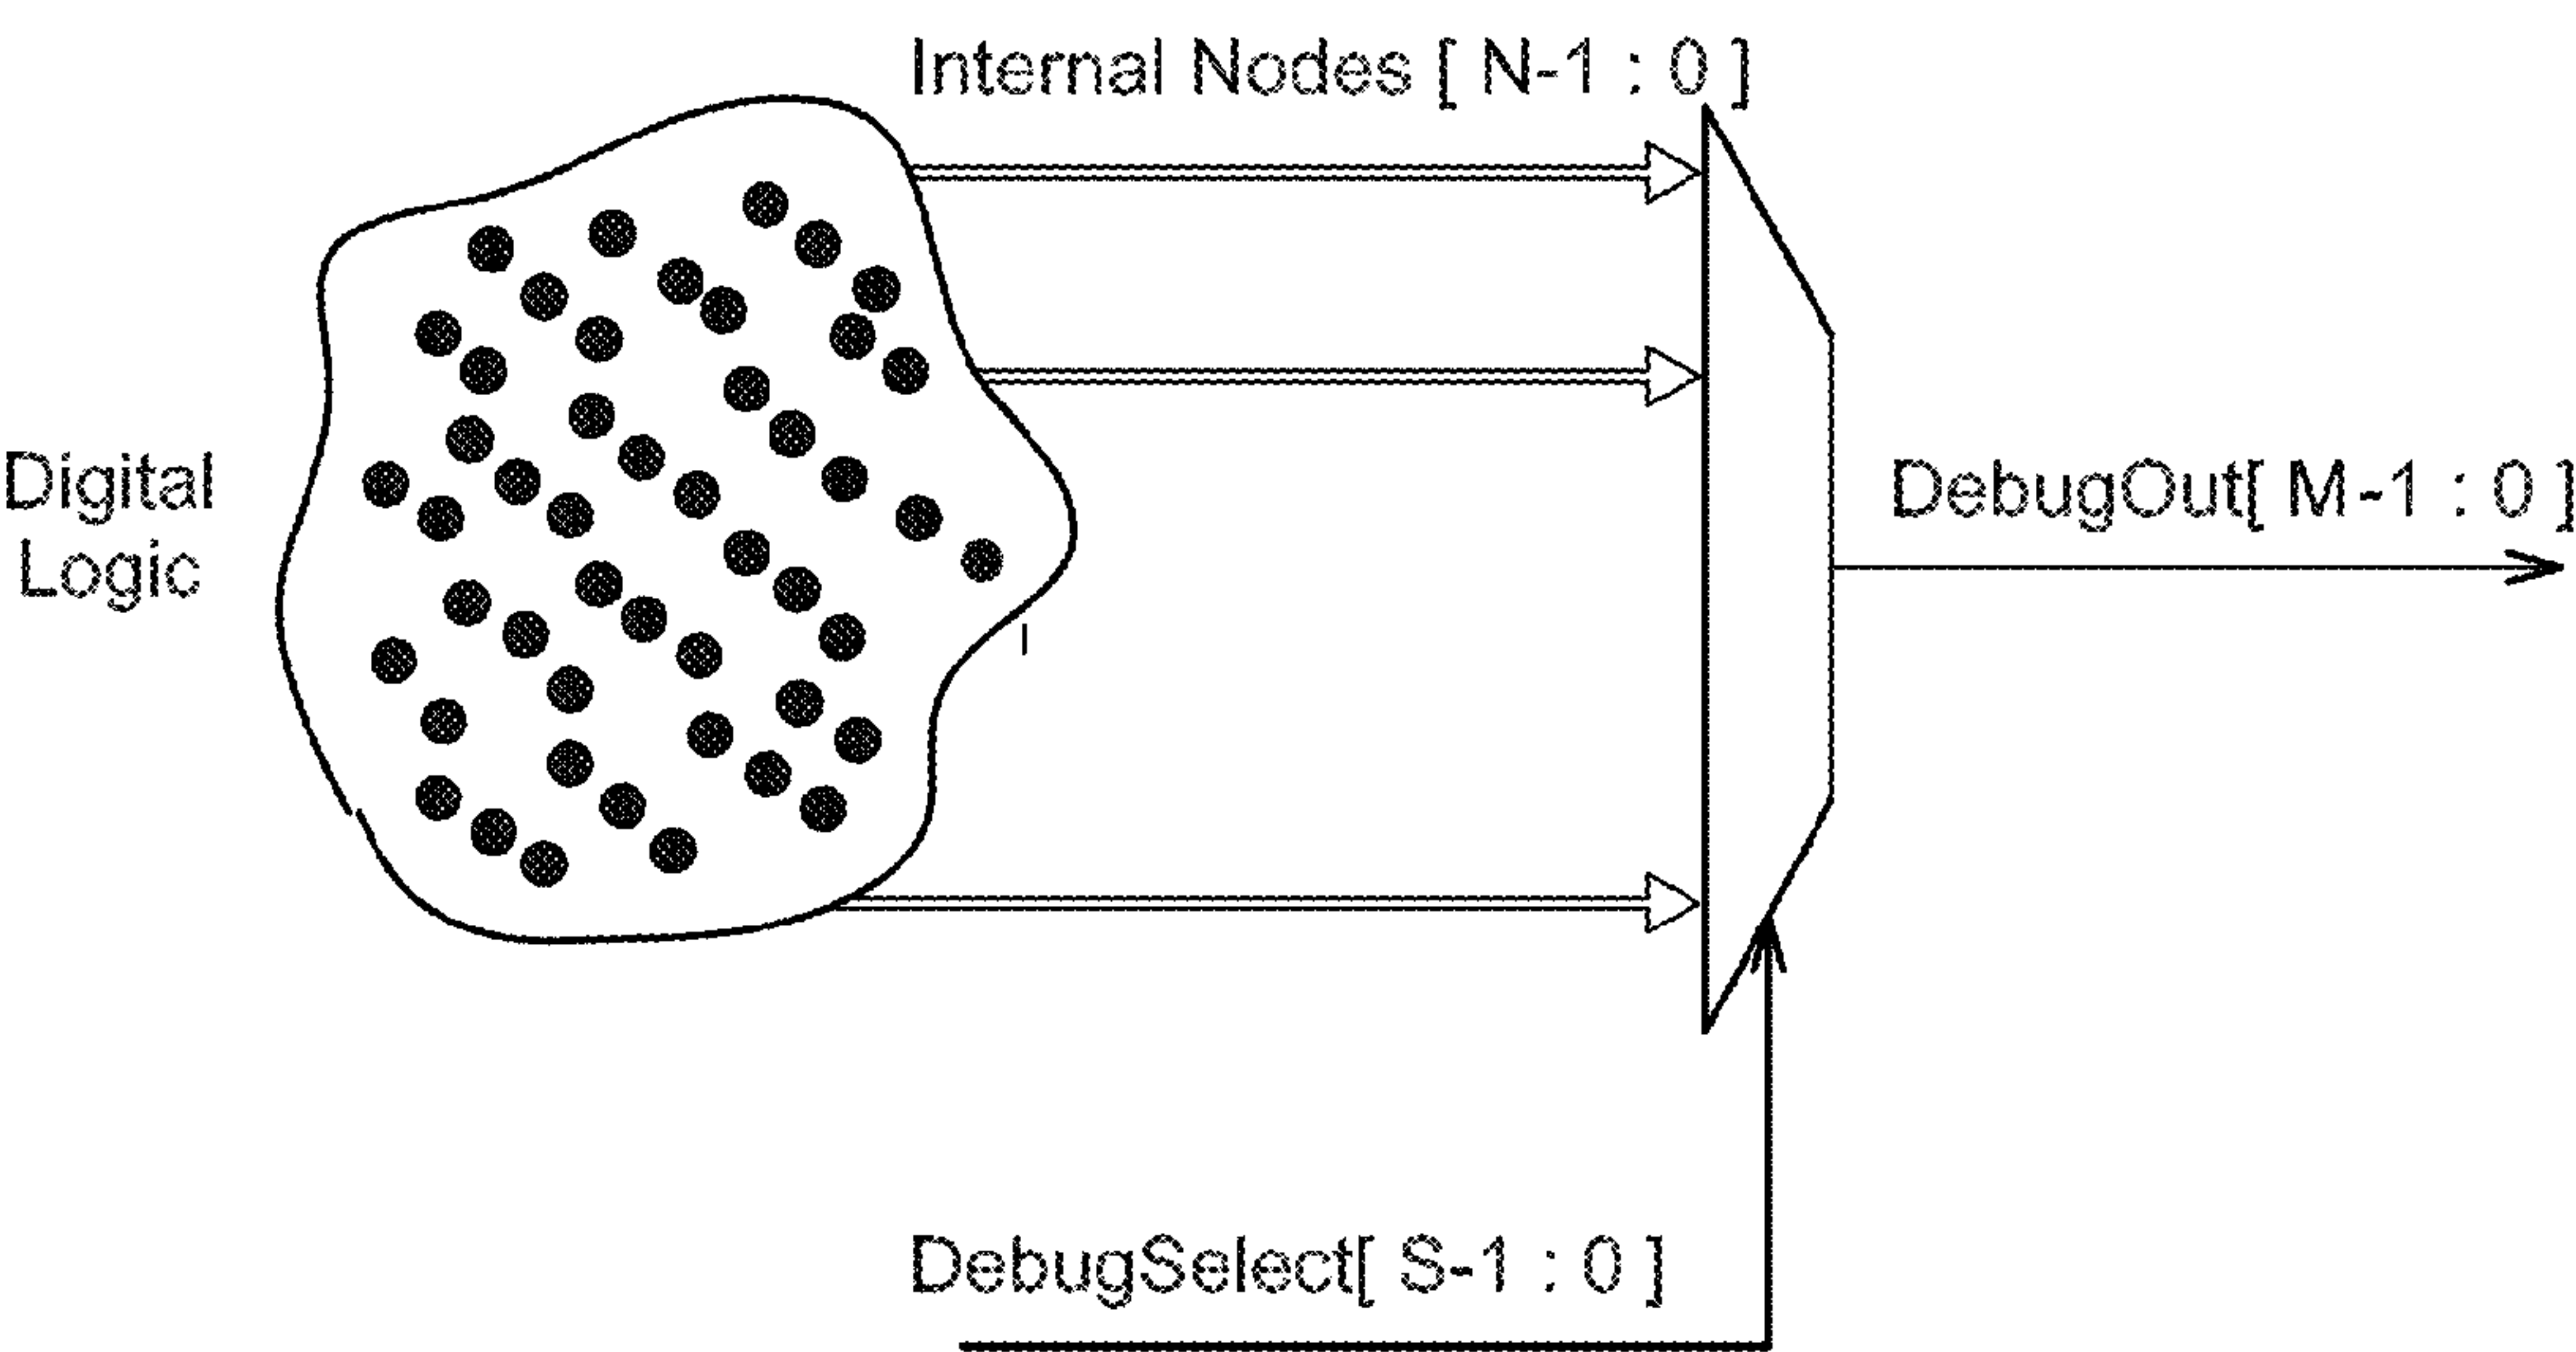 Internal Nodes [ N-1 : 0 ]
Digital
Logic
DebugOut[ M-1 : 0 ]
DebugSelect[ S-1 : 0 ]